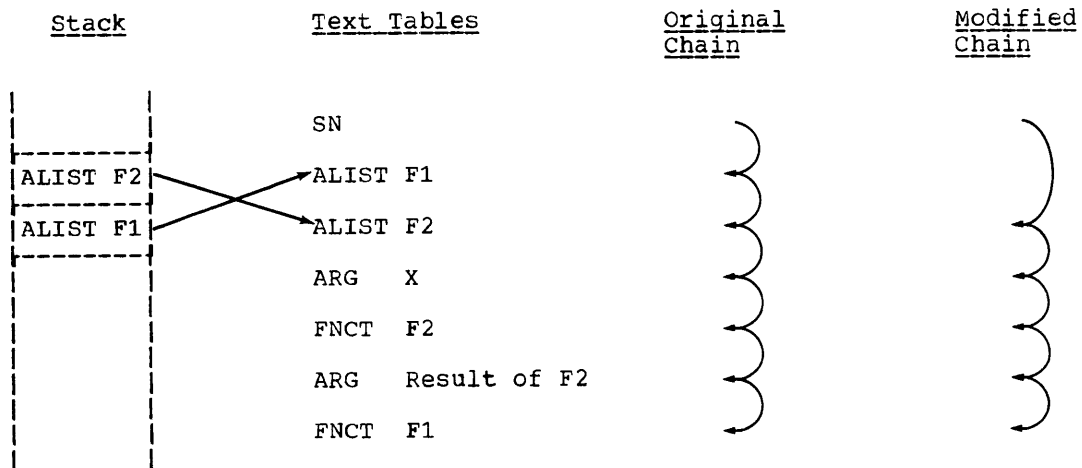 Stack Text Tables Original Chain Modified Chain
SN
ALIST F2 ALIST F1
ALIST F1 ALIST F2
ARG X
FNCT F2
ARG Result of F2
FNCT F1